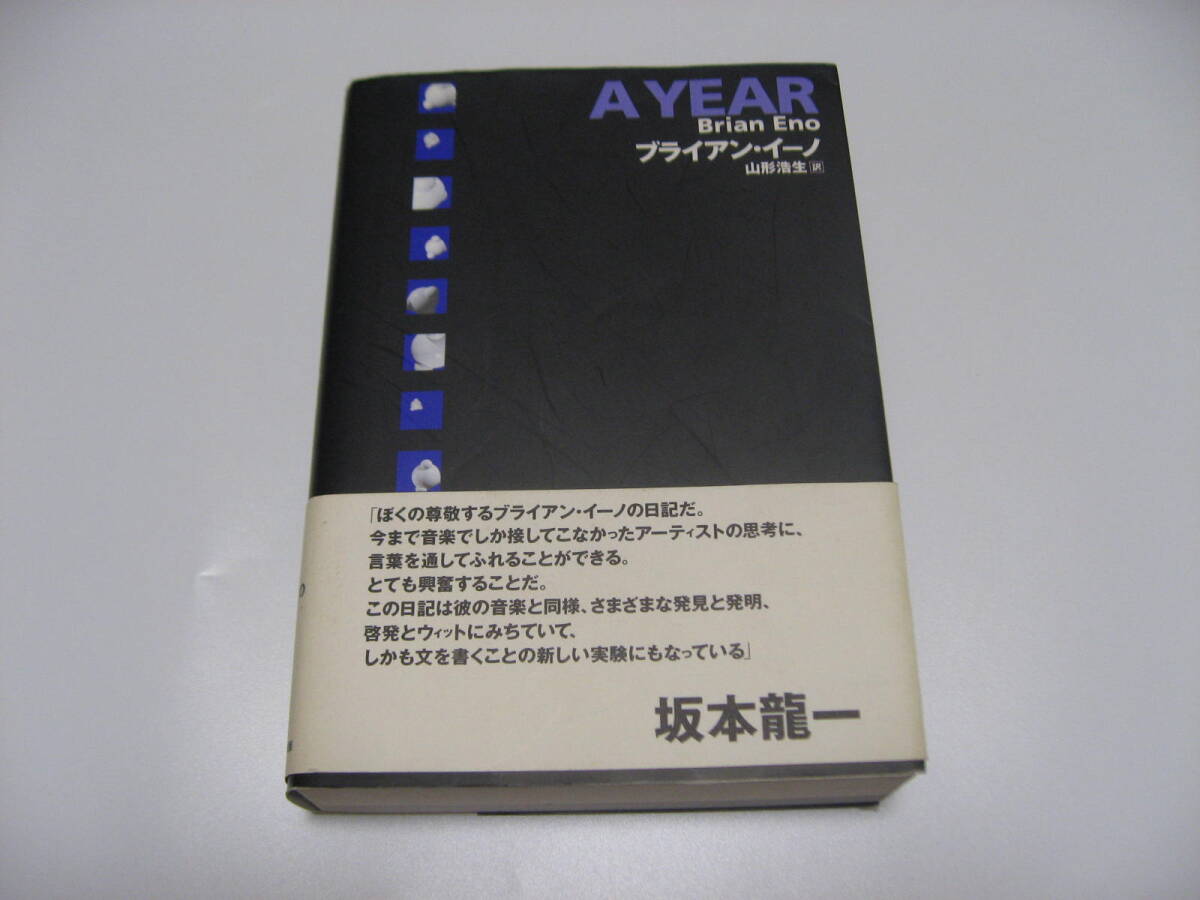 A YEAR
Brian Eno
ブライアン・イーノ
山形浩生 訳
「ぼくの尊敬するブライアン・イーノの日記だ。
今まで音楽でしか接してこなかったアーティストの思考に、
言葉を通してふれることができる。
とても興奮することだ。
この日記は彼の音楽と同様、さまざまな発見と発明、
啓発とウィットにみちていて、
しかも文を書くことの新しい実験にもなっている」
坂本龍一